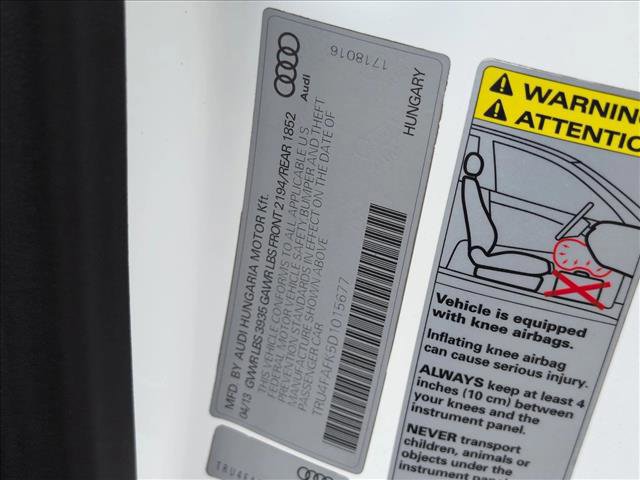 MFD. BY AUDI HUNGARIA MOTOR Kft.
04/13 GVWR LBS 3935 GAWR LBS FRONT 2194/REAR 1852
THIS VEHICLE CONFORMS TO ALL APPLICABLE U.S.
FEDERAL MOTOR VEHICLE SAFETY BUMPER AND THEFT
PREVENTION STANDARDS IN EFFECT ON THE DATE OF
MANUFACTURE SHOWN ABOVE
PASSENGER CAR
TRU4FAFK5D1015677
Audi
1718016
HUNGARY
WARNING
ATTENTIO
Vehicle is equipped
with knee airbags.
Inflating knee airbag
can cause serious injury.
ALWAYS keep at least 4
inches (10 cm) between
your knees and the
instrument panel.
NEVER transport
children, animals or
objects under the
instrument panel